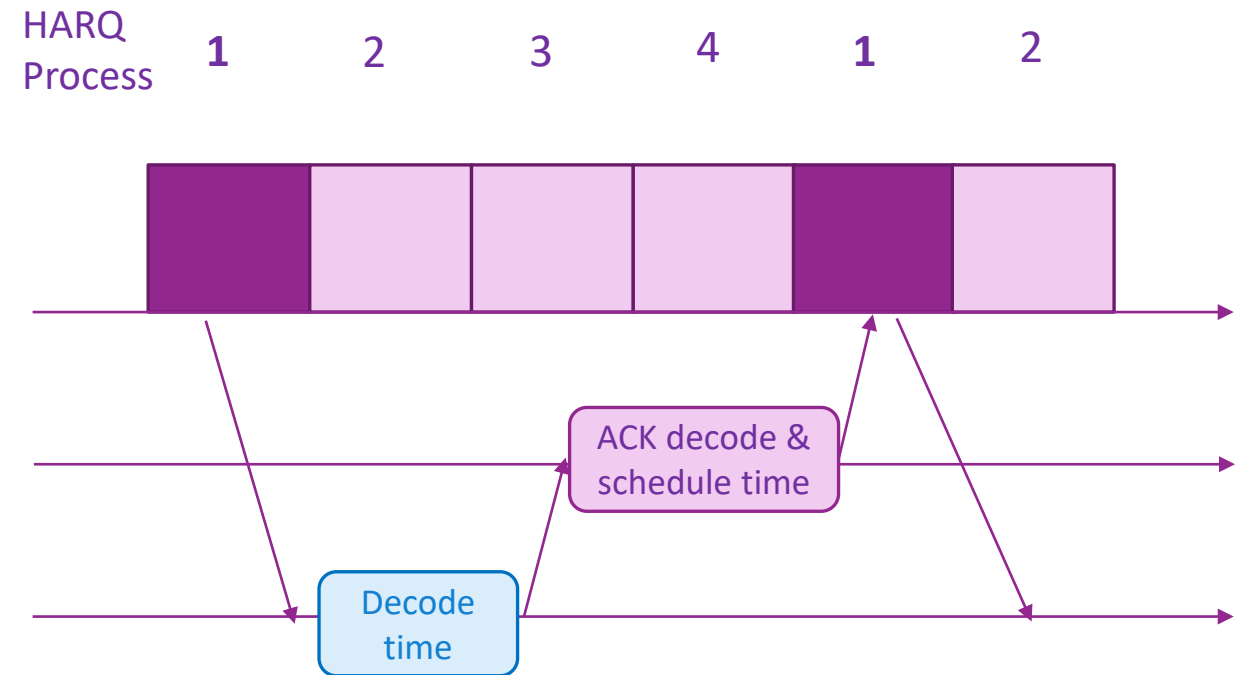 HARQ
Process
1 2 3 4 1 2
ACK decode &
schedule time
Decode
time